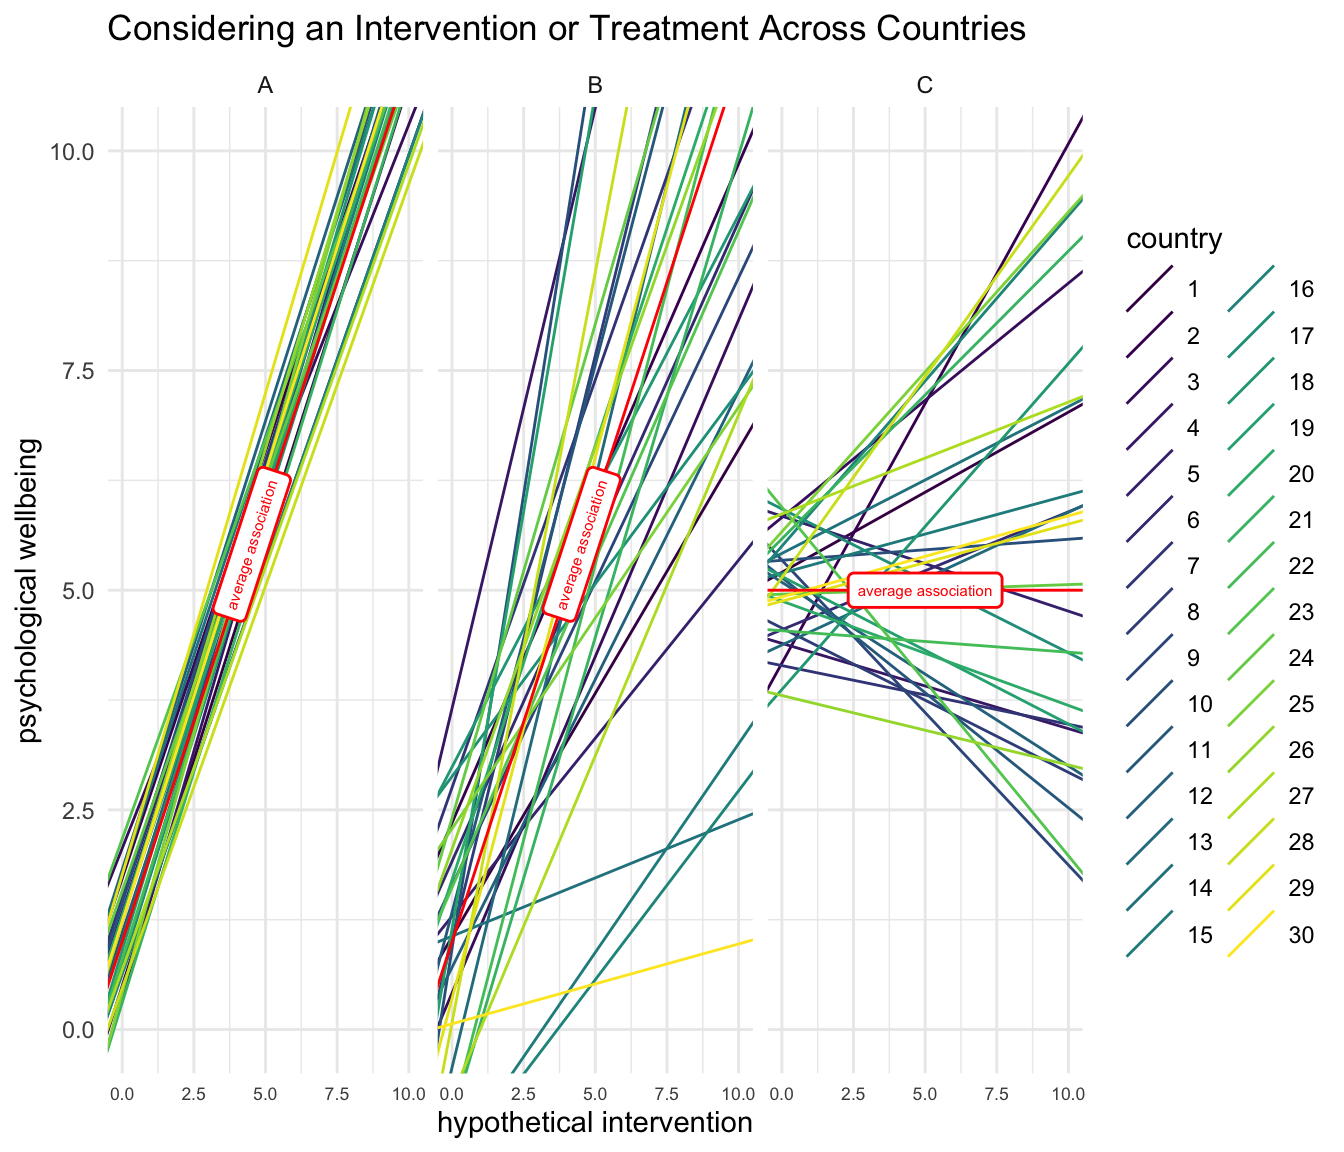 Considering an Intervention or Treatment Across Countries
A
B
C
psychological wellbeing
10.0
7.5
5.0
2.5
0.0
average association
average association
average association
0.0 2.5 5.0 7.5 10.0
0.0 2.5 5.0 7.5 10.0
0.0 2.5 5.0 7.5 10.0
hypothetical intervention
country
1
2
3
4
5
6
7
8
9
10
11
12
13
14
15
16
17
18
19
20
21
22
23
24
25
26
27
28
29
30